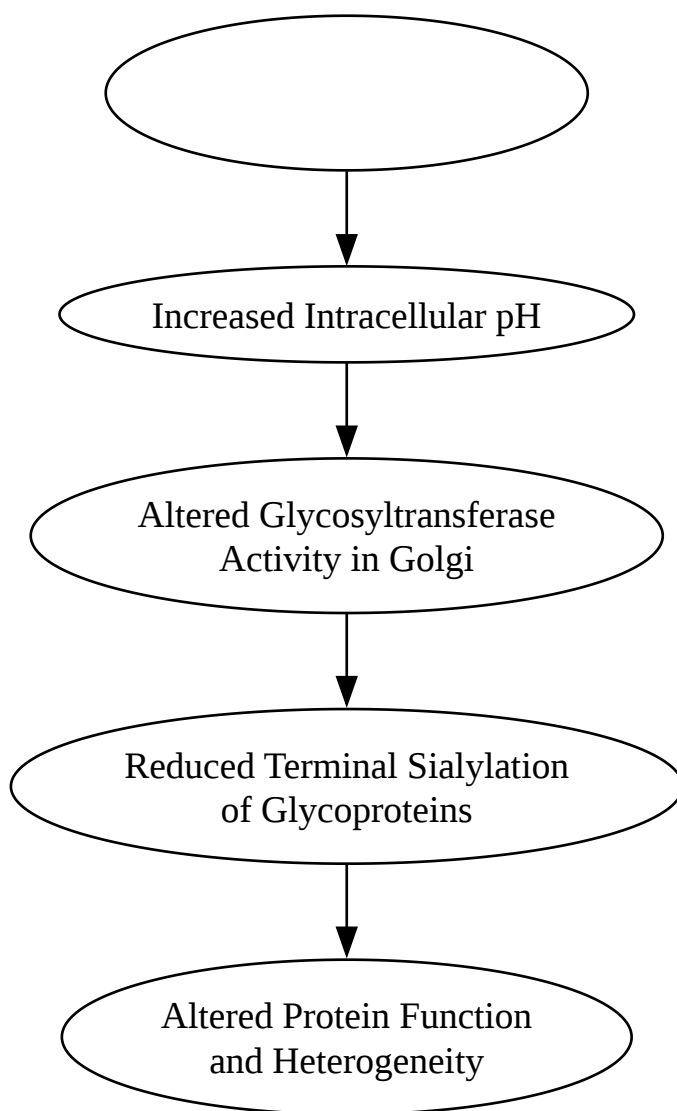 Increased Intracellular pH
Altered Glycosyltransferase
Activity in Golgi
Reduced Terminal Sialylation
of Glycoproteins
Altered Protein Function
and Heterogeneity